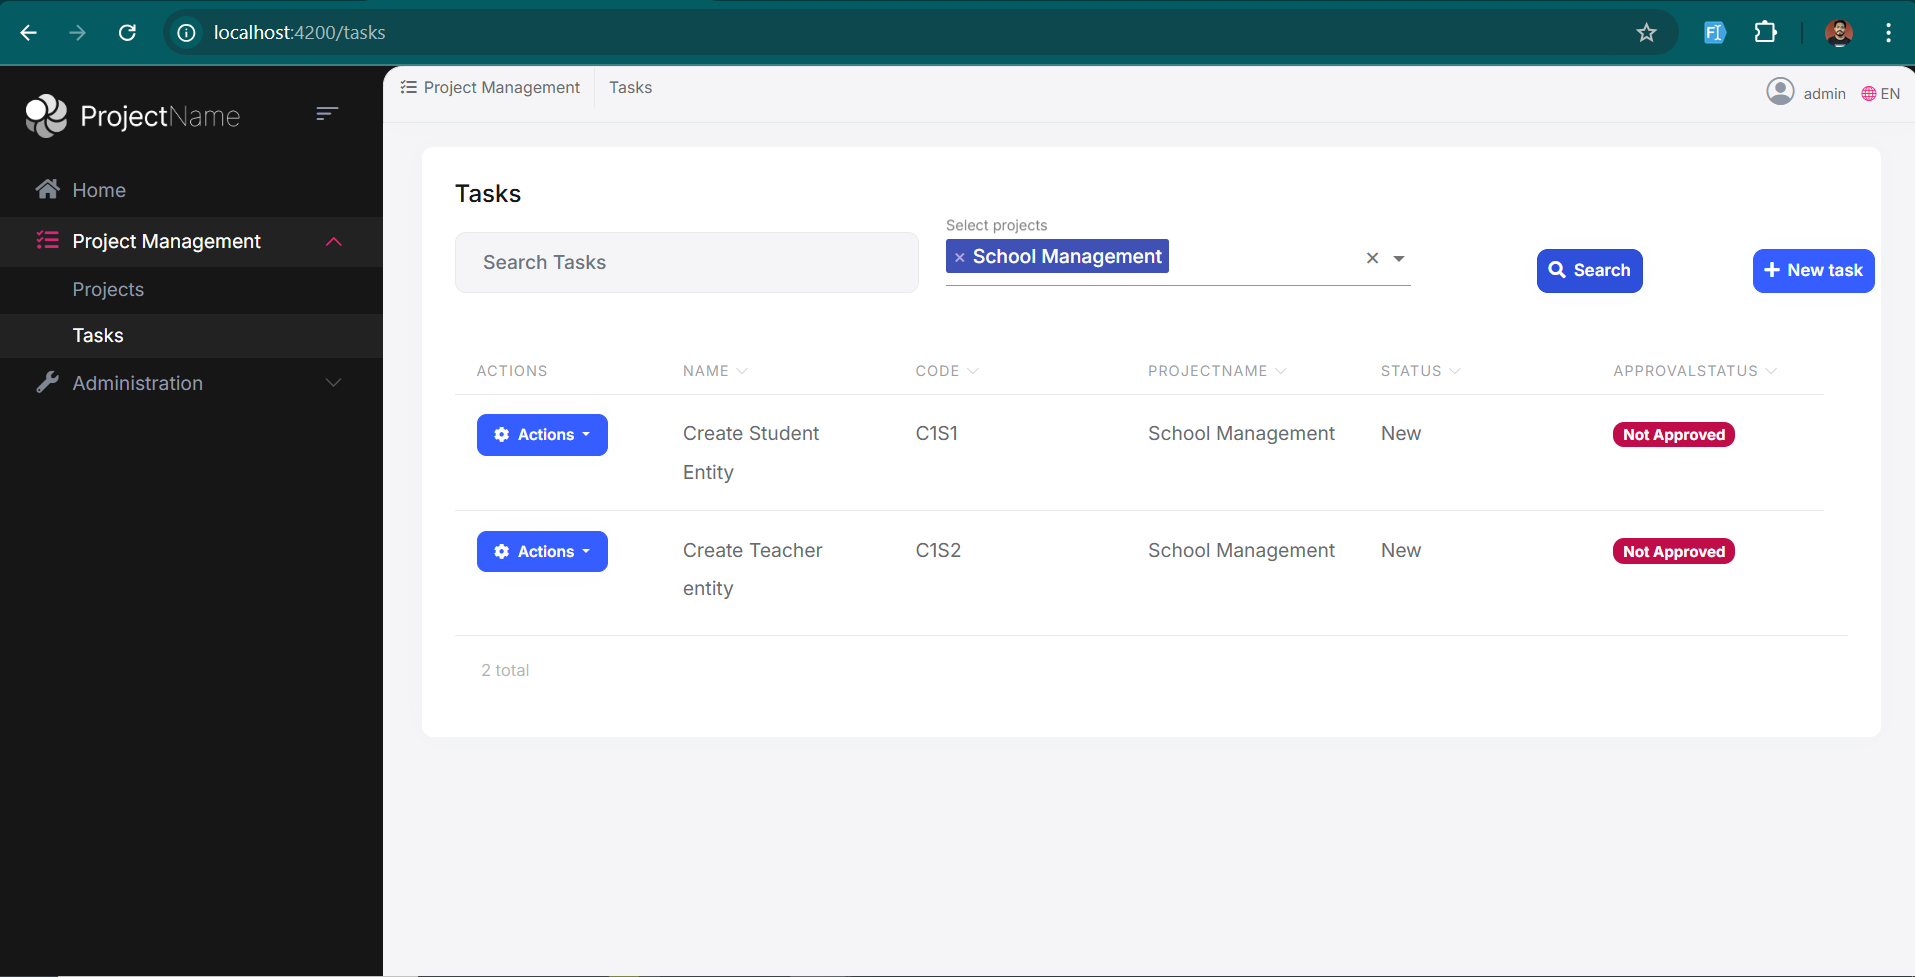 localhost:4200/tasks
ProjectName
Home
Project Management
Projects
Tasks
Administration
Project Management
Tasks
admin
EN
Tasks
Search Tasks
Select projects
× School Management
×
Search
+ New task
ACTIONS NAME CODE PROJECTNAME STATUS APPROVALSTATUS
Actions Create Student C1S1 School Management New Not Approved
Entity
Actions Create Teacher C1S2 School Management New Not Approved
entity
2 total